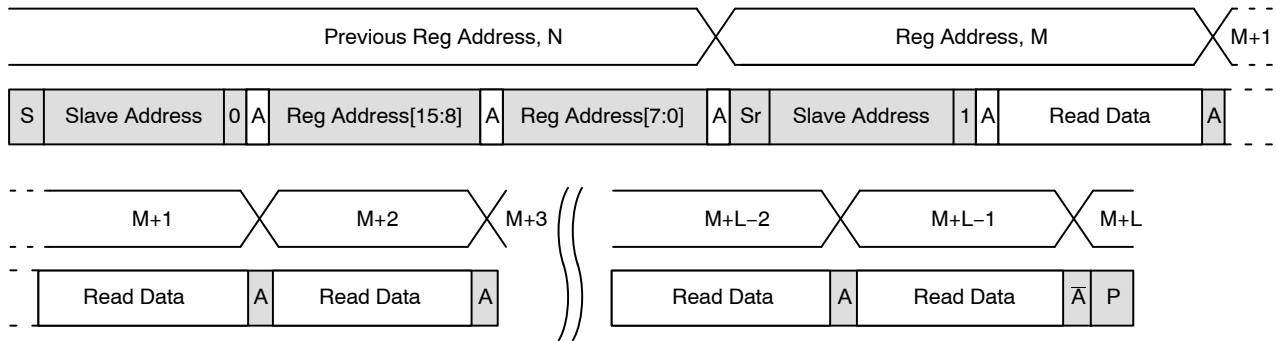 Previous Reg Address, N Reg Address, M M+1
S Slave Address 0 A Reg Address[15:8] A Reg Address[7:0] A Sr Slave Address 1 A Read Data A
M+1 M+2 M+3 M+L−2 M+L−1 M+L
Read Data A Read Data A Read Data A Read Data A̅ P